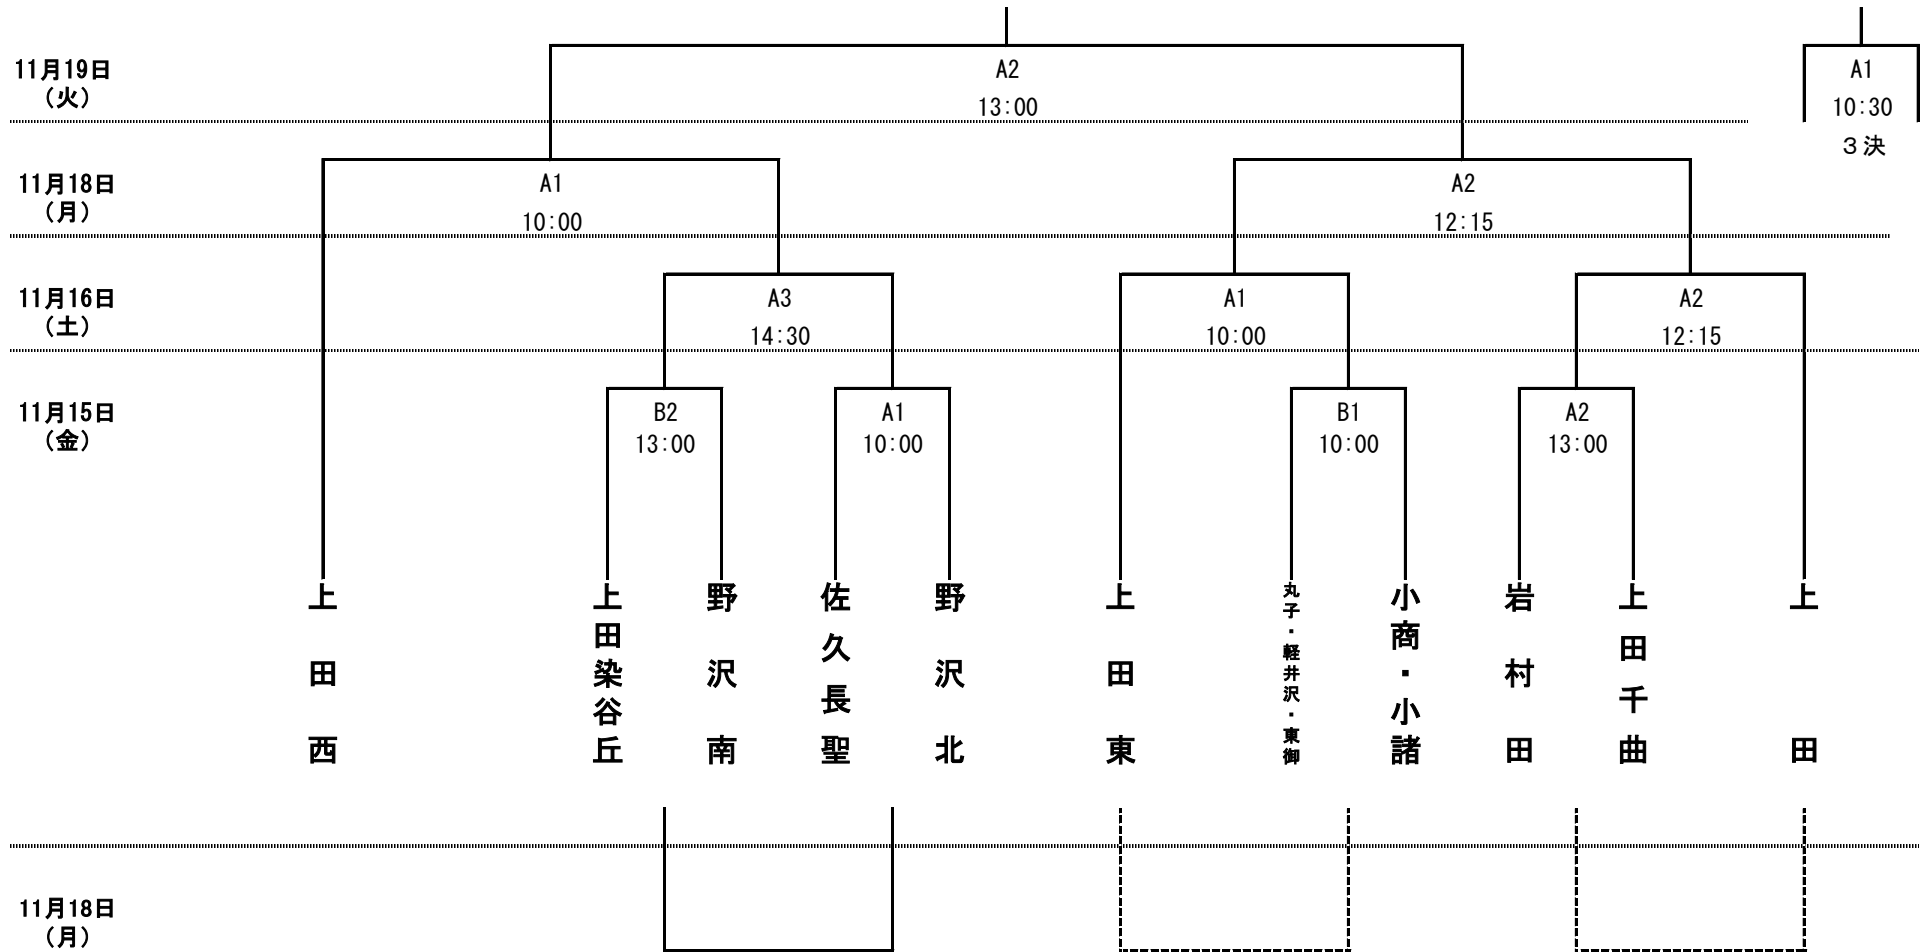 11月19日
（火）
A2
13:00
A1
10:30
３決
11月18日
（月）
A1
10:00
A2
12:15
11月16日
（土）
A3
14:30
A1
10:00
A2
12:15
11月15日
（金）
B2
13:00
A1
10:00
B1
10:00
A2
13:00
上田西
上田染谷丘
野沢南
佐久長聖
野沢北
上田東
丸子・軽井沢・東御
小商・小諸
岩村田
上田千曲
上田
11月18日
（月）